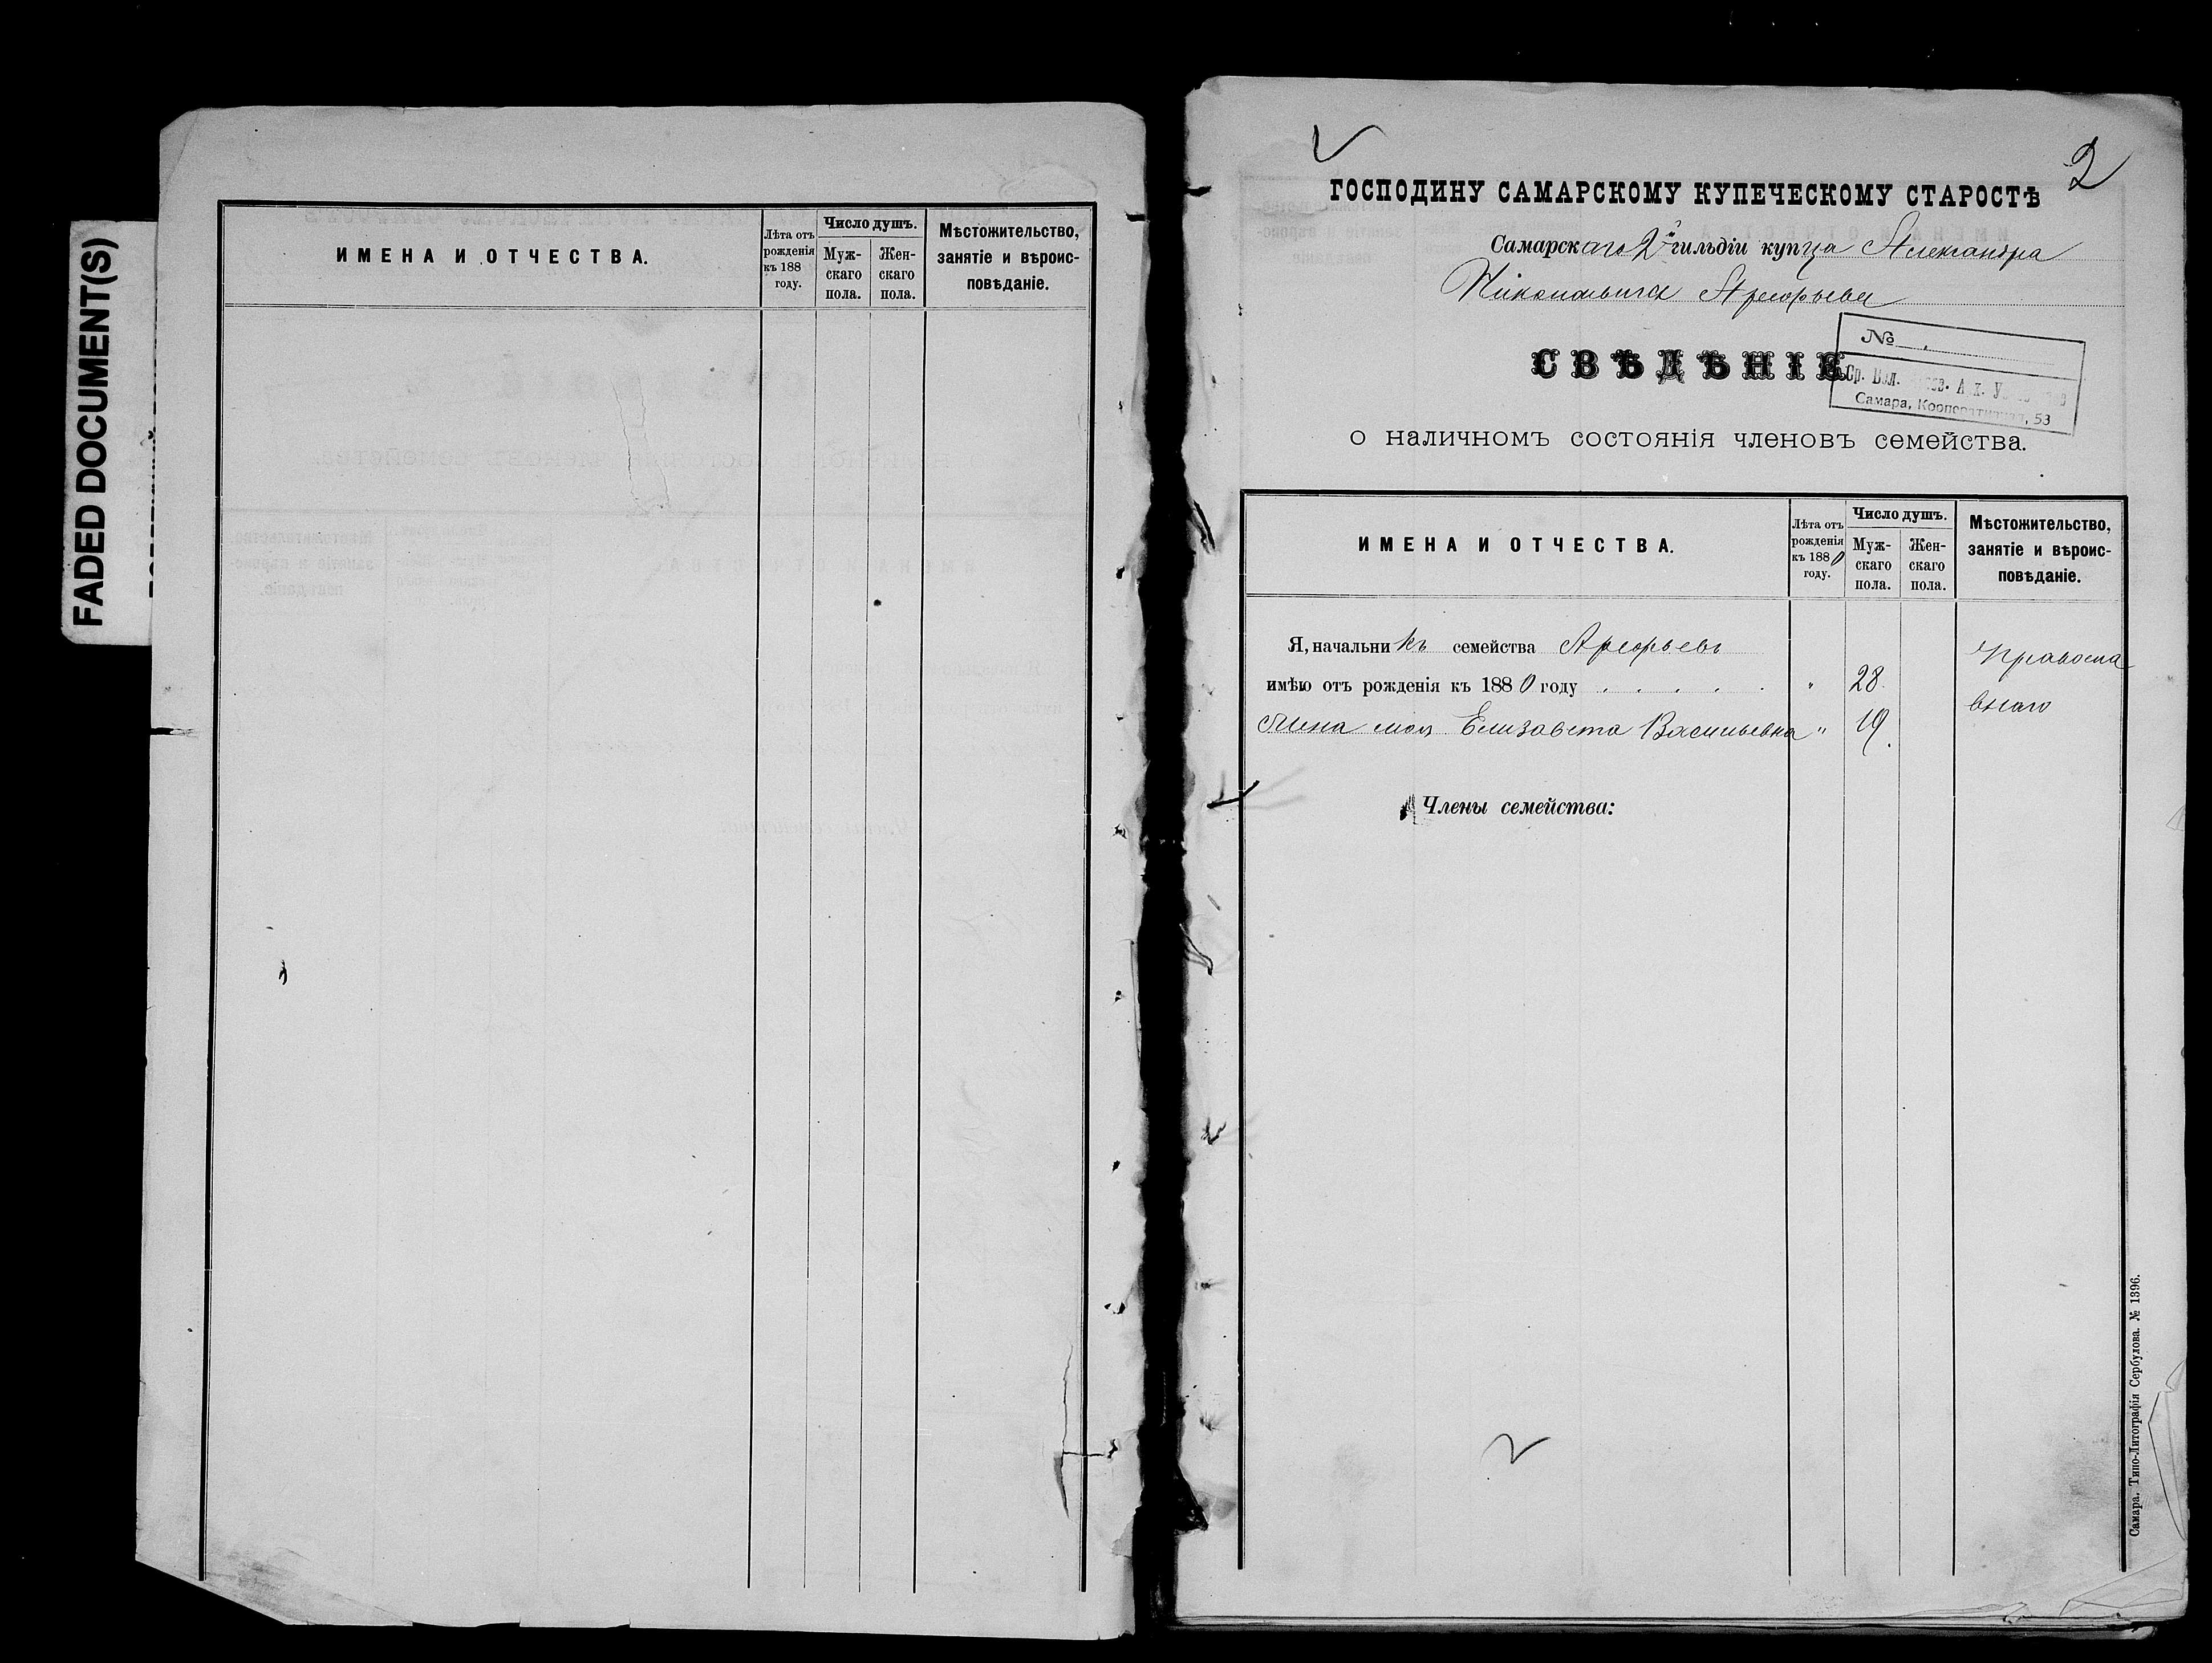 FADED DOCUMENT(S)
ИМЕНА И ОТЧЕСТВА.
Лѣта отъ рожденія къ 188 году.
Число душъ.
Мужскаго пола.
Женскаго пола.
Мѣстожительство, занятіе и вѣроисповѣданіе.
2
ГОСПОДИНУ САМАРСКОМУ КУПЕЧЕСКОМУ СТАРОСТѢ
Самарскаго 2й гильдіи купца Александра
Николаевича Арефьева
СВѢДѢНІЕ
№
Самара, Кооперативная, 53
о наличномъ состоянія членовъ семейства.
ИМЕНА И ОТЧЕСТВА.
Лѣта отъ рожденія къ 1880 году.
Число душъ.
Мужскаго пола.
Женскаго пола.
Мѣстожительство, занятіе и вѣроисповѣданіе.
Я, начальникъ семейства Арефьевъ
имѣю отъ рожденія къ 1880 году . . . . . " 28.
Православнаго
моя Елизавета Васильевна " 19.
Члены семейства:
Самара. Типо-Литографія Сербулова. № 1396.